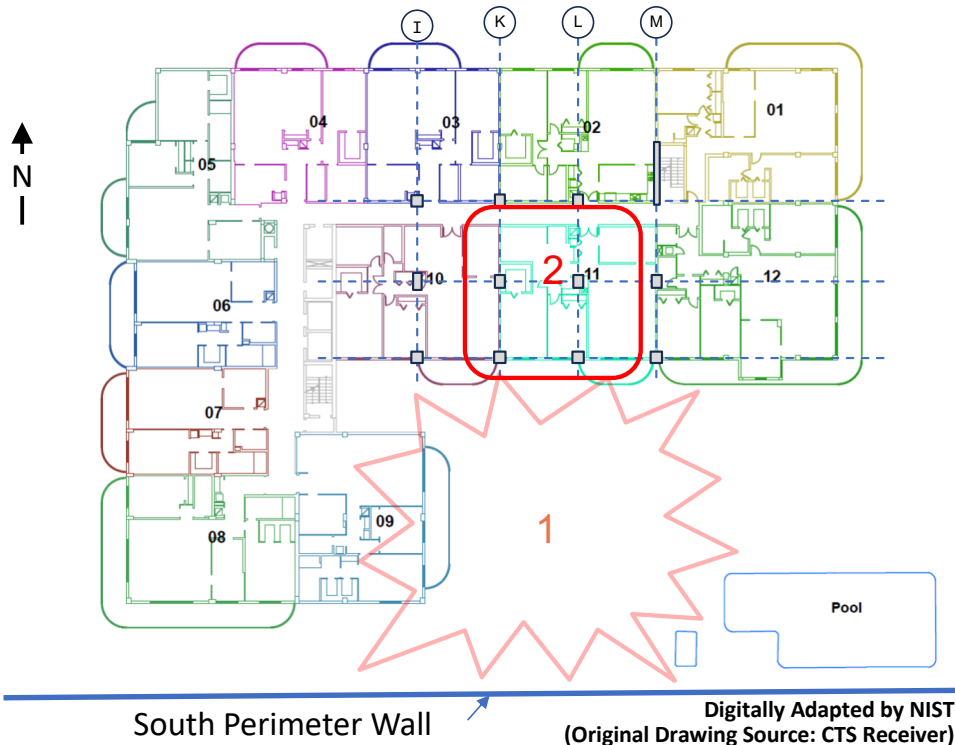 I K L M
01
04 03 02
05
N
2
10 11 12
06
07
1
09
08
Pool
South Perimeter Wall
Digitally Adapted by NIST
(Original Drawing Source: CTS Receiver)